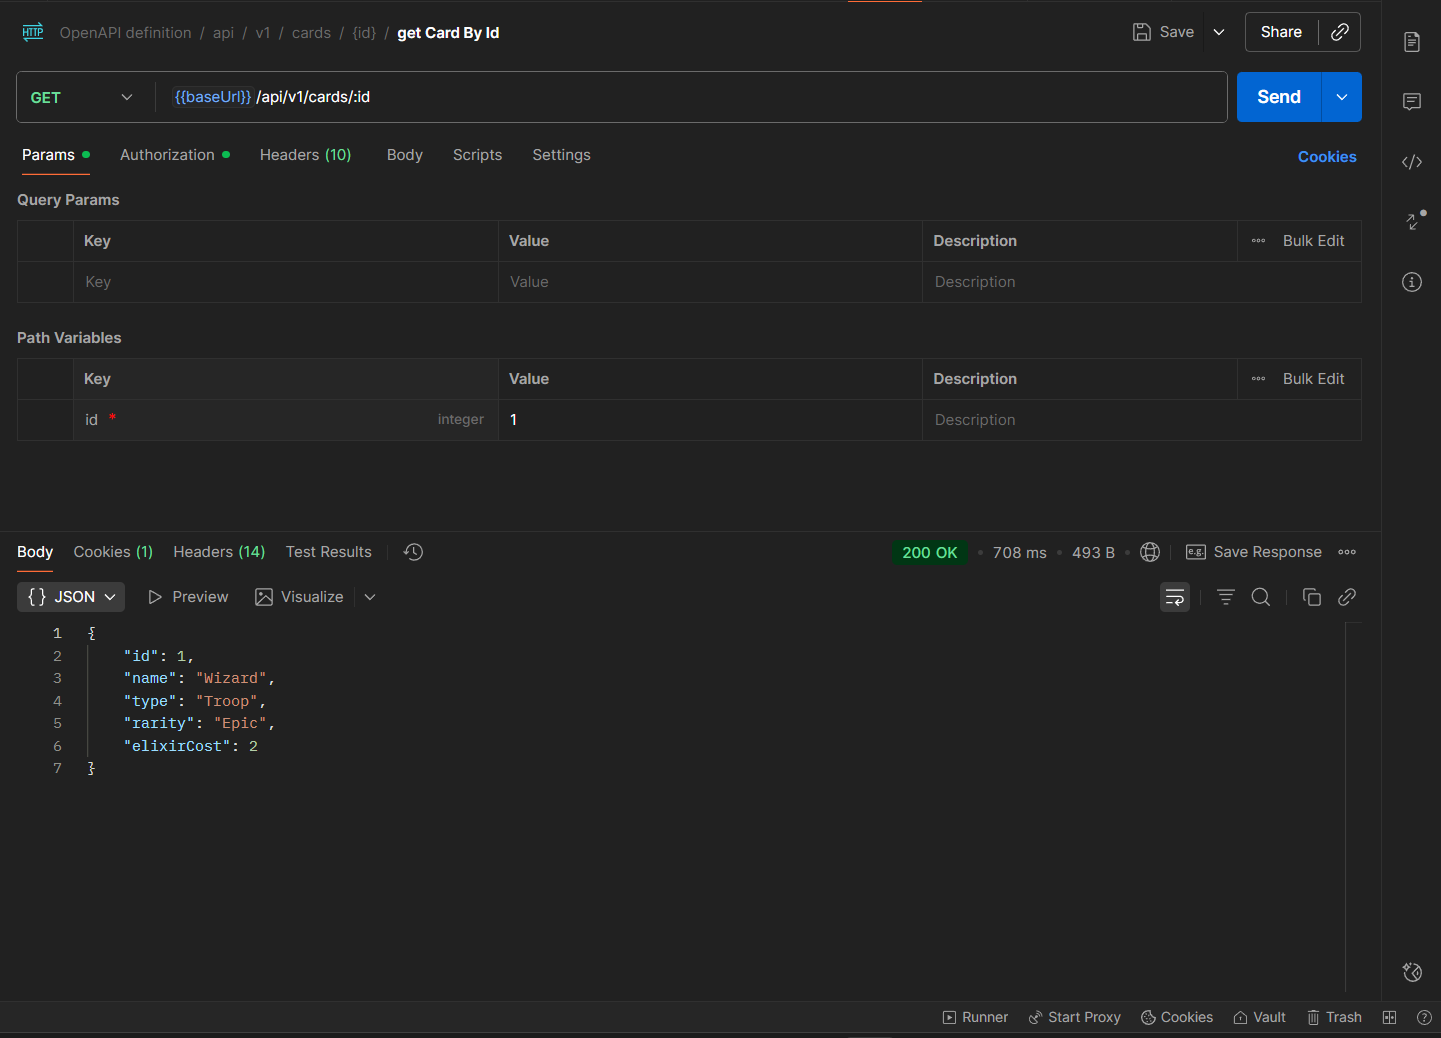 HTTP OpenAPI definition / api / v1 / cards / {id} / get Card By Id Save Share
GET {{baseUrl}} /api/v1/cards/:id Send
Params Authorization Headers (10) Body Scripts Settings Cookies
Query Params
Key Value Description Bulk Edit
Key Value Description
Path Variables
Key Value Description Bulk Edit
id * integer 1 Description
Body Cookies (1) Headers (14) Test Results 200 OK • 708 ms • 493 B • e.g. Save Response
{} JSON Preview Visualize
1 {
2 "id": 1,
3 "name": "Wizard",
4 "type": "Troop",
5 "rarity": "Epic",
6 "elixirCost": 2
7 }
Runner Start Proxy Cookies Vault Trash